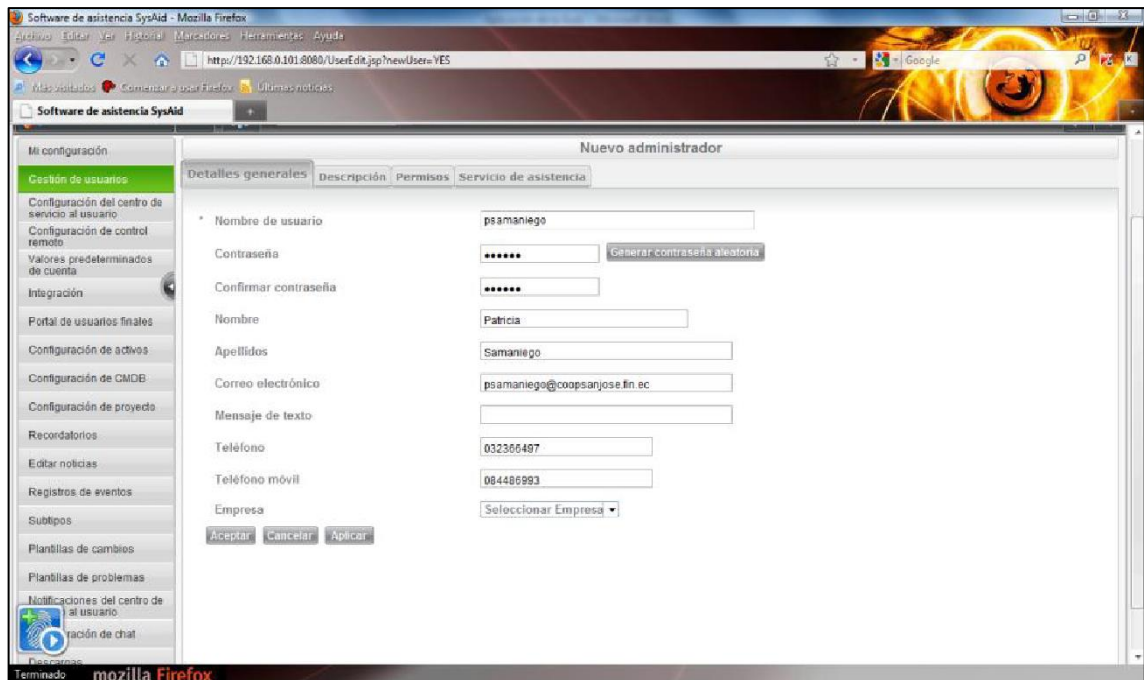 Software de asistencia SysAid - Mozilla Firefox
Archivo Editar Ver Historial Marcadores Herramientas Ayuda
http://192.168.0.101:8080/UserEdit.jsp?newUser=YES
Google
Más visitados Comenzar a usar Firefox Últimas noticias
Software de asistencia SysAid
Nuevo administrador
Detalles generales Descripción Permisos Servicio de asistencia
Mi configuración
Gestión de usuarios
Configuración del centro de
servicio al usuario
Configuración de control
remoto
Valores predeterminados
de cuenta
Integración
Portal de usuarios finales
Configuración de activos
Configuración de CMDB
Configuración de proyecto
Recordatorios
Editar noticias
Registros de eventos
Subtipos
Plantillas de cambios
Plantillas de problemas
Notificaciones del centro de
al usuario
ración de chat
Descargas
* Nombre de usuario psamaniego
Contraseña •••••• Generar contraseña aleatoria
Confirmar contraseña ••••••
Nombre Patricia
Apellidos Samaniego
Correo electrónico psamaniego@coopsanjose.fin.ec
Mensaje de texto
Teléfono 032366497
Teléfono móvil 084486993
Empresa Seleccionar Empresa
Aceptar Cancelar Aplicar
Terminado mozilla Firefox